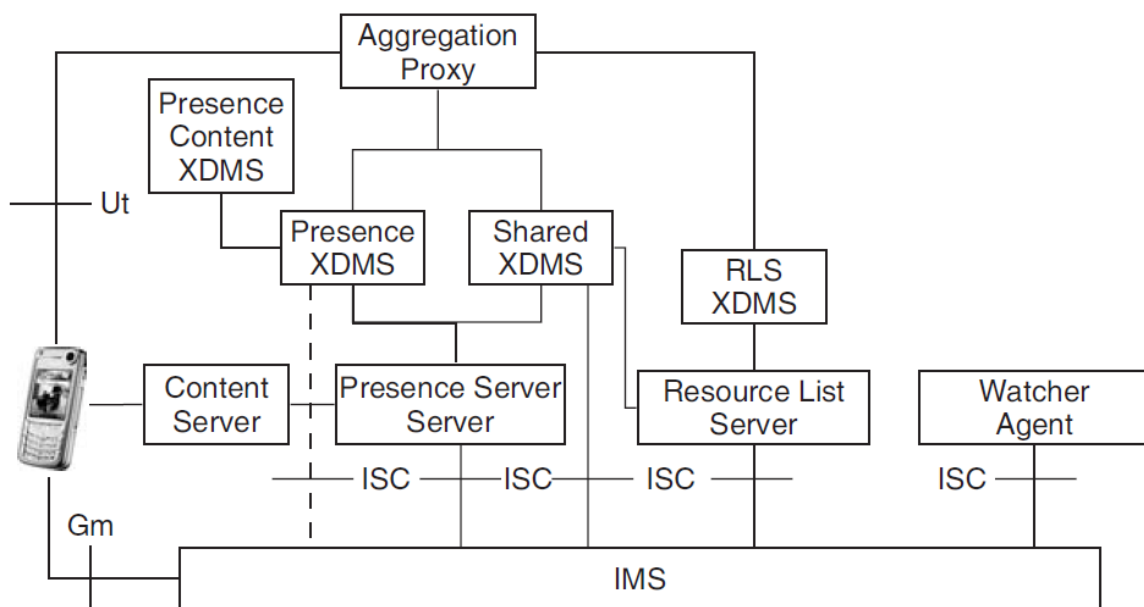 Aggregation
Proxy
Presence
Content
XDMS
Ut
Presence
XDMS
Shared
XDMS
RLS
XDMS
Content
Server
Presence Server
Server
Resource List
Server
Watcher
Agent
ISC
ISC
ISC
ISC
Gm
IMS